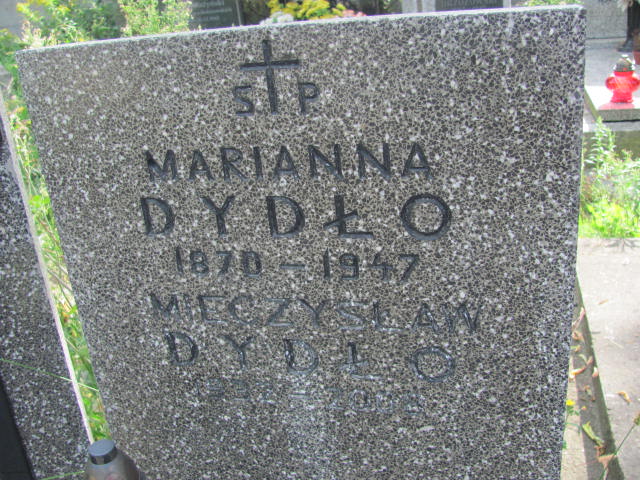 S P
MARIANNA
DYDŁO
1870 – 1947
MIECZYSŁAW
DYDŁO